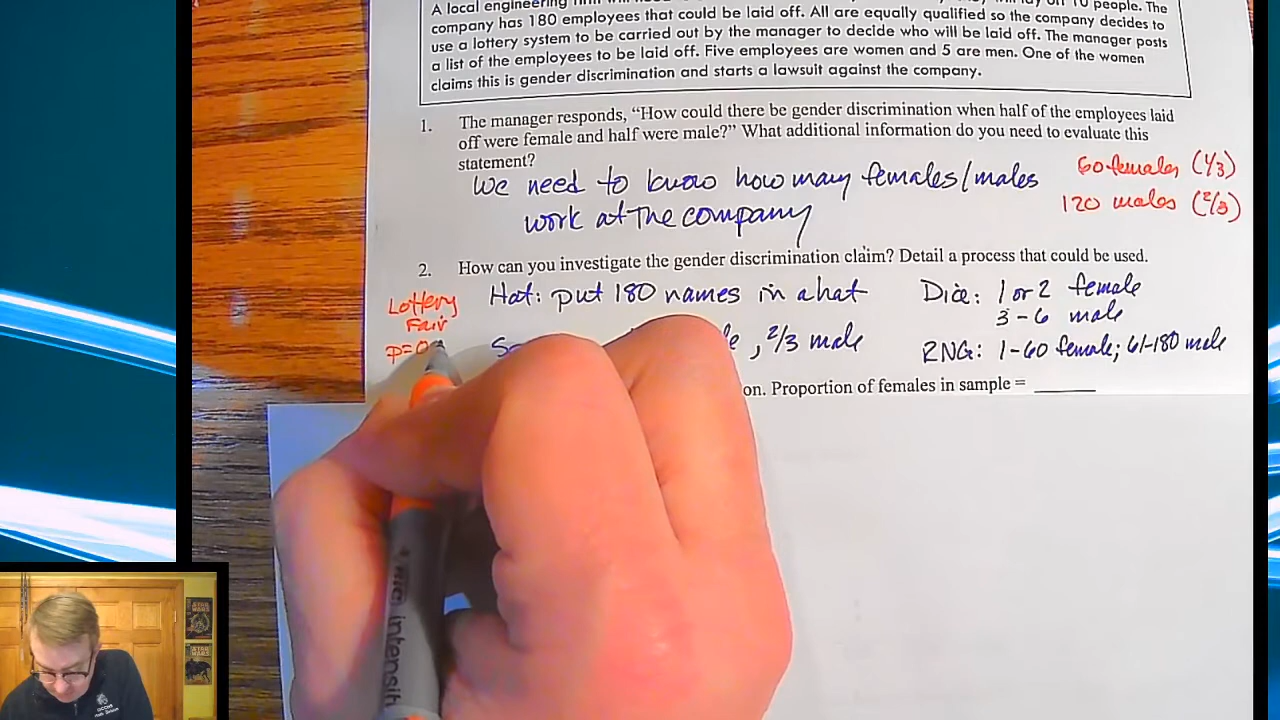 A local engineering firm will
10 people. The
company has 180 employees that could be laid off. All are equally qualified so the company decides to
use a lottery system to be carried out by the manager to decide who will be laid off. The manager posts
a list of the employees to be laid off. Five employees are women and 5 are men. One of the women
claims this is gender discrimination and starts a lawsuit against the company.
1. The manager responds, “How could there be gender discrimination when half of the employees laid
off were female and half were male?” What additional information do you need to evaluate this
statement?
We need to know how many females/males
work at the company
60 females (1/3)
120 males (2/3)
2. How can you investigate the gender discrimination claim? Detail a process that could be used.
Lottery
Fair
p=0
Hat: put 180 names in a hat
, 2/3 male
Dice: 1 or 2 female
3-6 male
RNG: 1-60 female; 61-180 male
on. Proportion of females in sample = ______
STAR WARS
STAR WARS